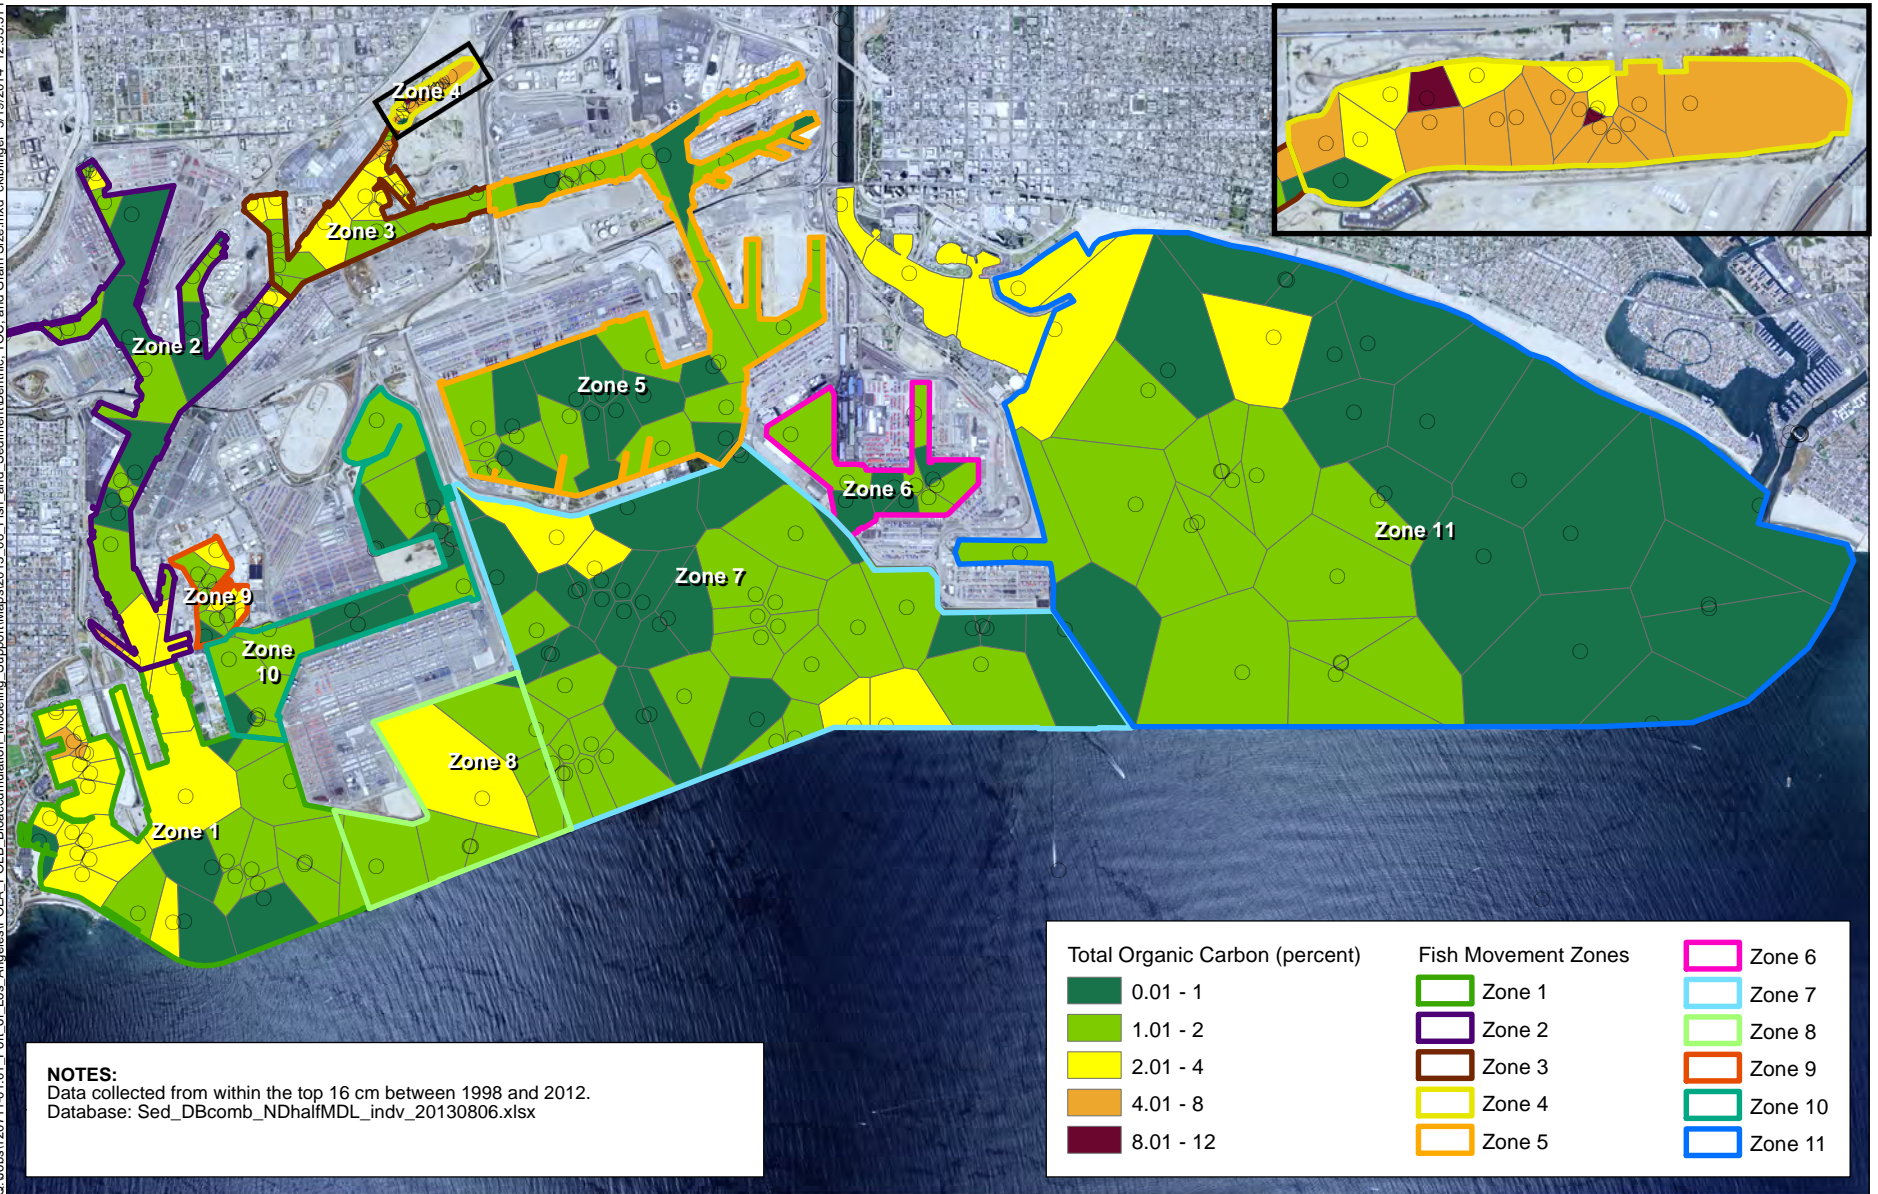 Zone 4
Zone 3
Zone 2
Zone 5
Zone 6
Zone 11
Zone 7
Zone 9
Zone
10
Zone 8
Zone 1
NOTES:
Data collected from within the top 16 cm between 1998 and 2012.
Database: Sed_DBcomb_NDhalfMDL_indv_20130806.xlsx
Total Organic Carbon (percent)
0.01 - 1
1.01 - 2
2.01 - 4
4.01 - 8
8.01 - 12
Fish Movement Zones
Zone 1
Zone 2
Zone 3
Zone 4
Zone 5
Zone 6
Zone 7
Zone 8
Zone 9
Zone 10
Zone 11